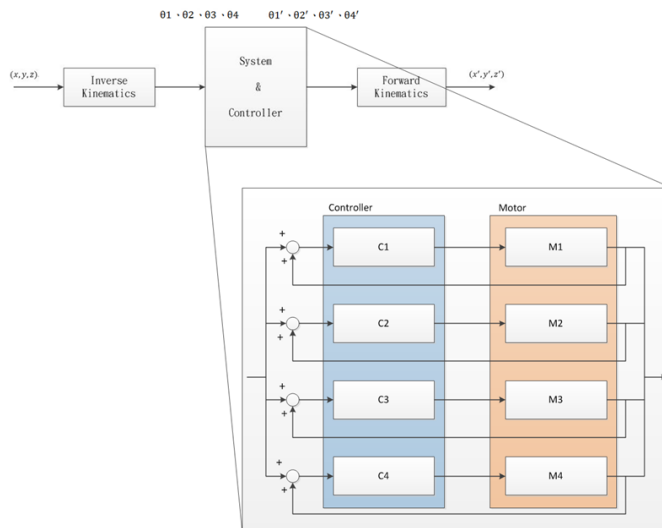 θ1、θ2、θ3、θ4
θ1′、θ2′、θ3′、θ4′
(x,y,z)
Inverse
Kinematics
System
&
Controller
Forward
Kinematics
(x′,y′,z′)
Controller
Motor
+
+
C1
M1
+
+
C2
M2
+
+
C3
M3
+
+
C4
M4